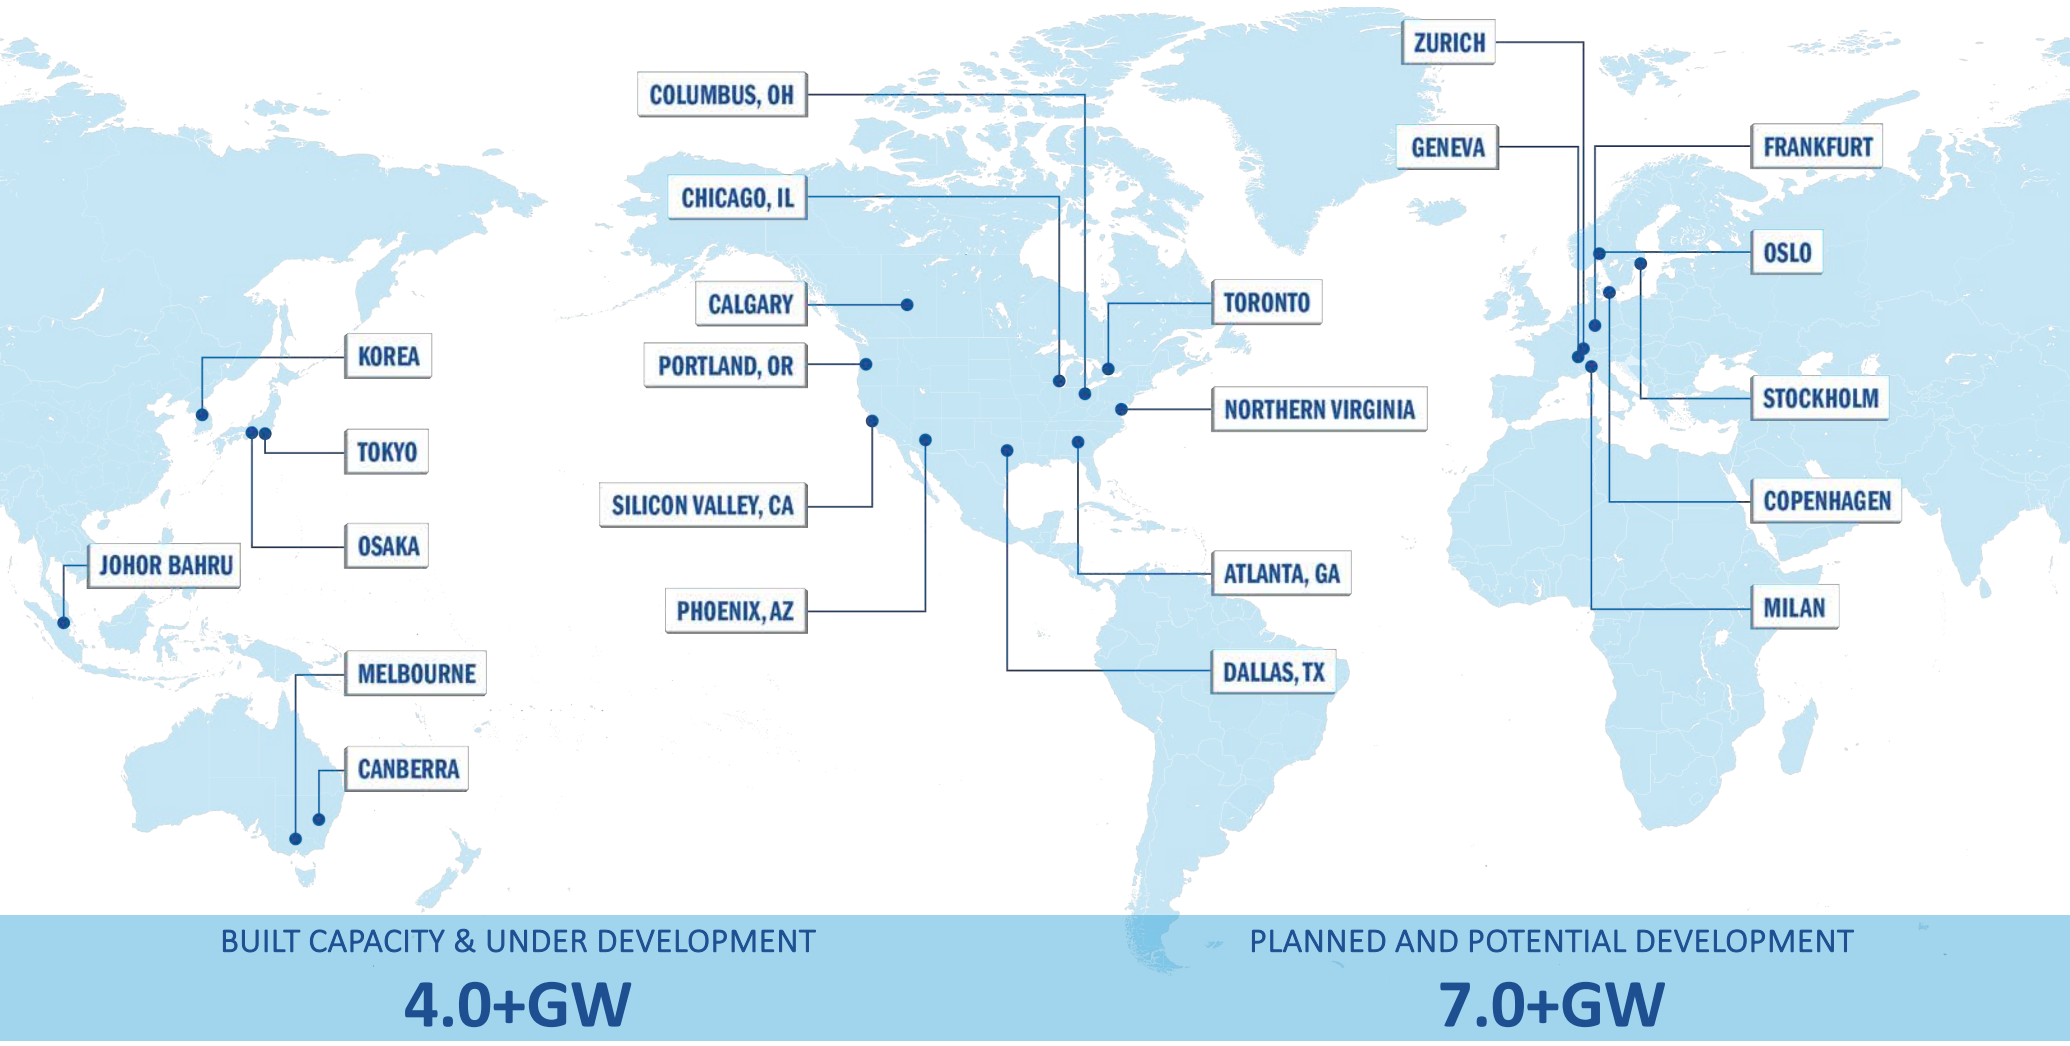 ZURICH
COLUMBUS, OH
GENEVA
FRANKFURT
CHICAGO, IL
OSLO
CALGARY
TORONTO
KOREA
PORTLAND, OR
STOCKHOLM
NORTHERN VIRGINIA
TOKYO
SILICON VALLEY, CA
COPENHAGEN
OSAKA
JOHOR BAHRU
ATLANTA, GA
PHOENIX, AZ
MILAN
MELBOURNE
DALLAS, TX
CANBERRA
BUILT CAPACITY & UNDER DEVELOPMENT
4.0+GW
PLANNED AND POTENTIAL DEVELOPMENT
7.0+GW